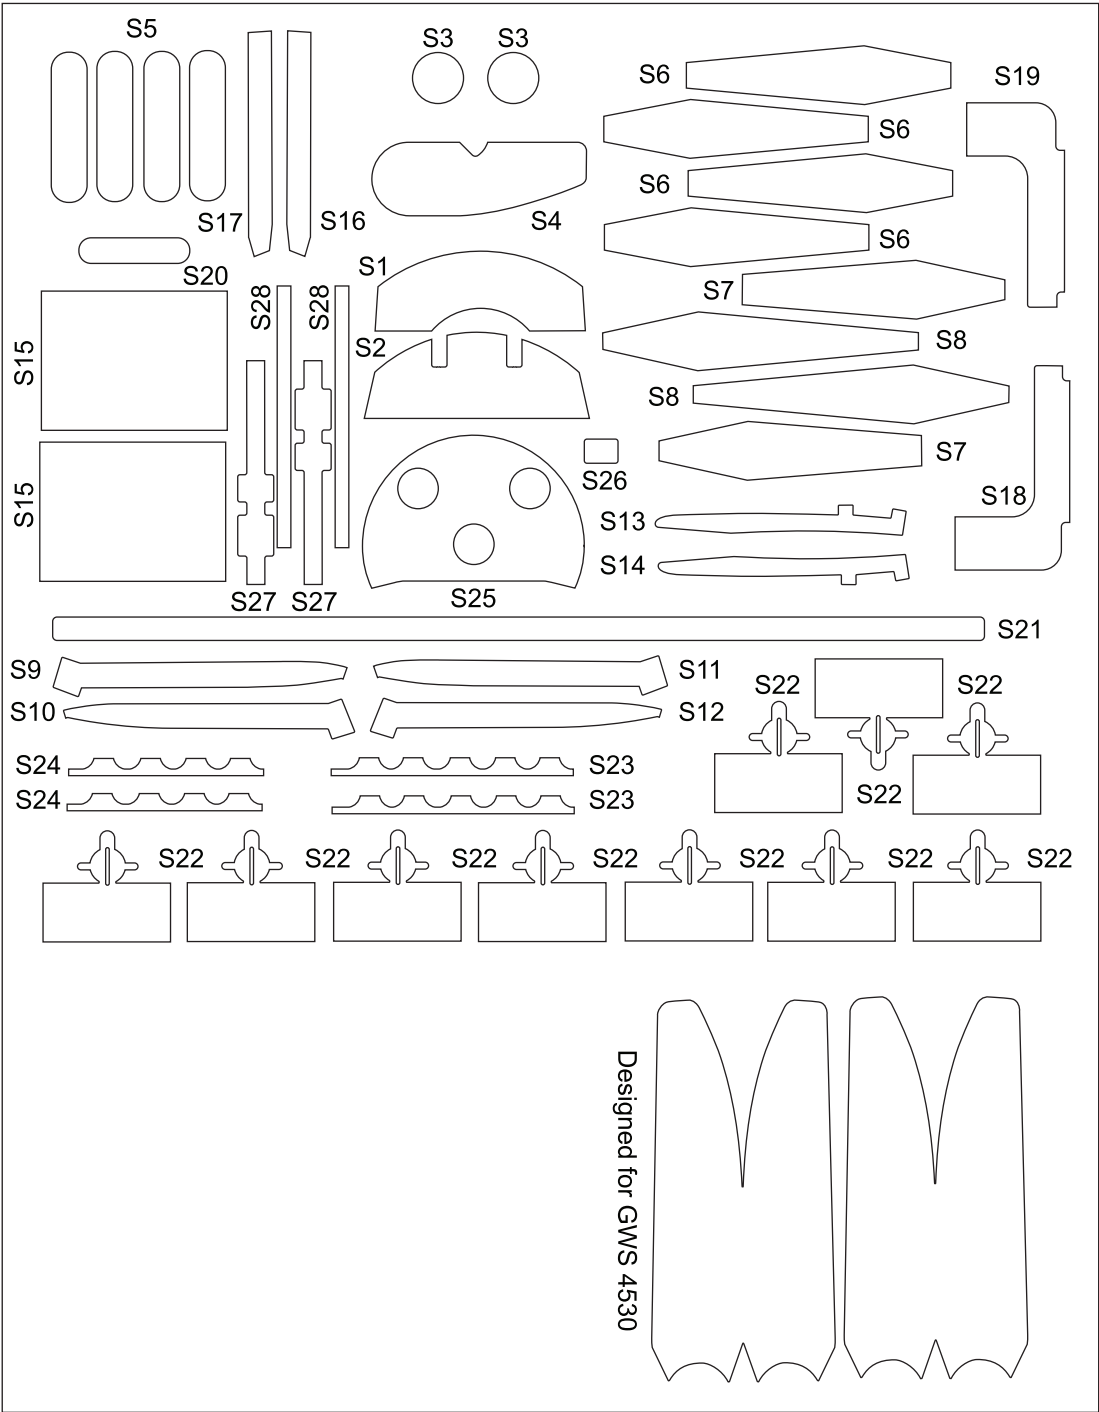 S5
S3 S3
S6
S19
S6
S6
S17
S16
S4
S6
S20
S1
S7
S28
S28
S8
S2
S15
S8
S7
S26
S18
S15
S13
S14
S27 S27
S25
S21
S9
S11
S22
S22
S10
S12
S24
S23
S22
S24
S23
S22 S22 S22 S22 S22 S22 S22
Designed for GWS 4530